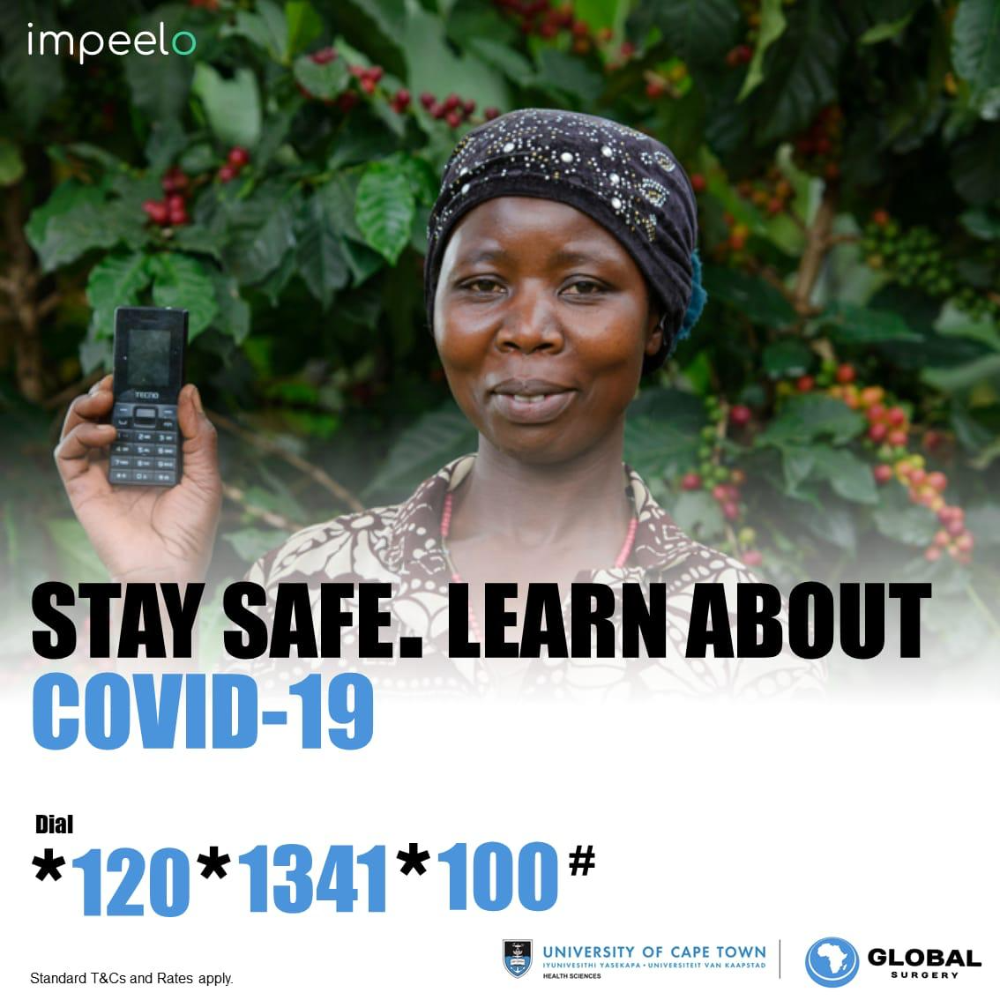 impeelo
TECNO
STAY SAFE. LEARN ABOUT
COVID-19
Dial
*120*1341*100#
UNIVERSITY OF CAPE TOWN
IYUNIVESITHI YASEKAPA • UNIVERSITEIT VAN KAAPSTAD
HEALTH SCIENCES
GLOBAL
SURGERY
Standard T&Cs and Rates apply.